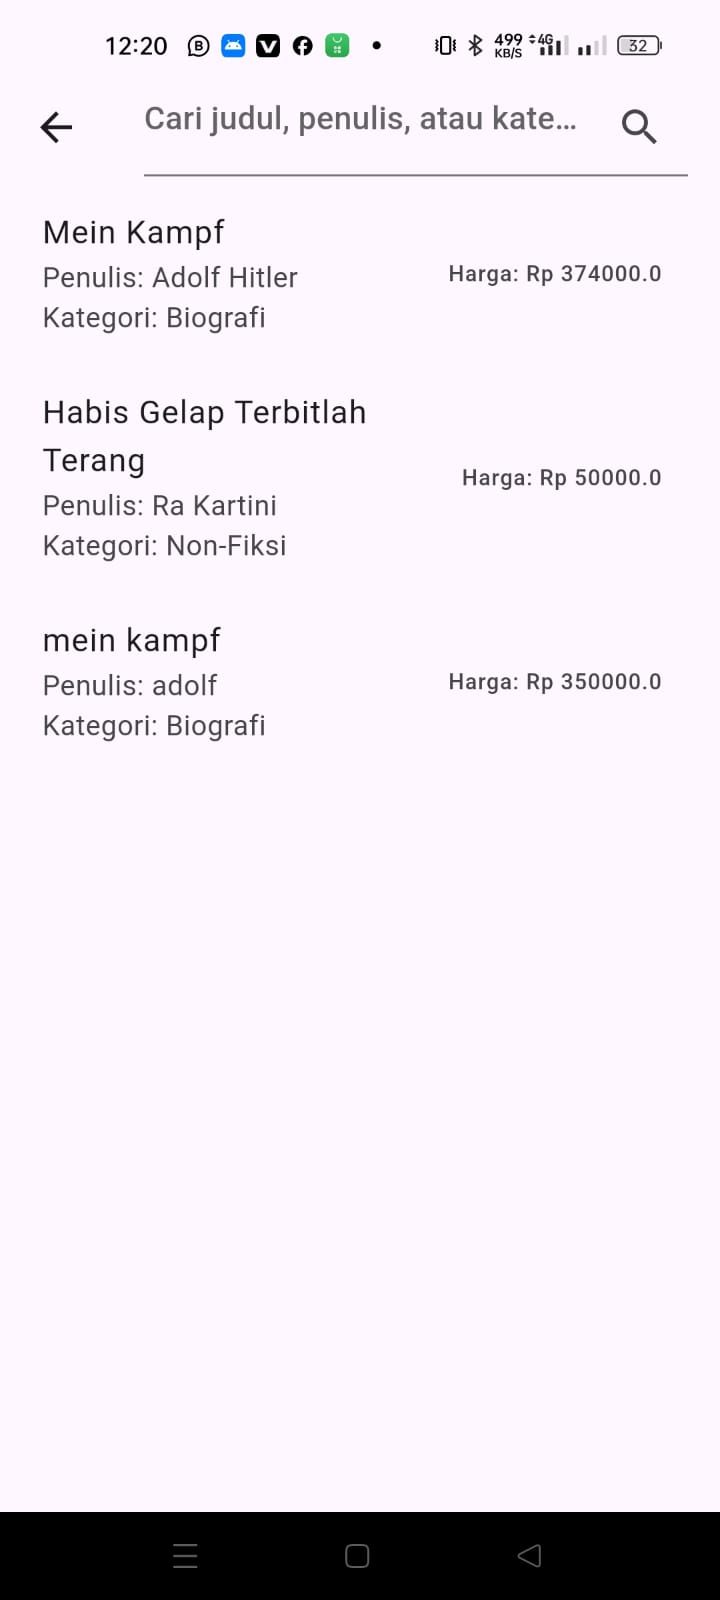 12:20 499 KB/S 4G 32
Cari judul, penulis, atau kate...
Mein Kampf
Penulis: Adolf Hitler
Harga: Rp 374000.0
Kategori: Biografi
Habis Gelap Terbitlah
Terang
Harga: Rp 50000.0
Penulis: Ra Kartini
Kategori: Non-Fiksi
mein kampf
Penulis: adolf
Harga: Rp 350000.0
Kategori: Biografi